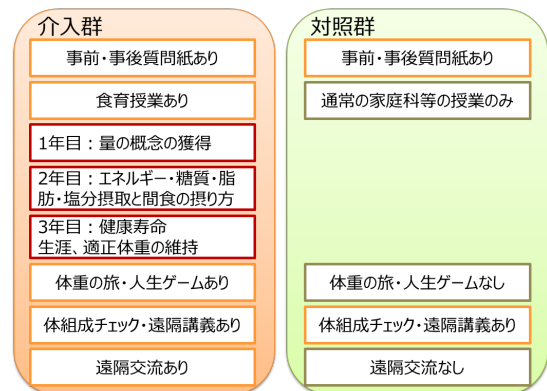 介入群
事前・事後質問紙あり
食育授業あり
1年目：量の概念の獲得
2年目：エネルギー・糖質・脂
肪・塩分摂取と間食の摂り方
3年目：健康寿命
生涯、適正体重の維持
体重の旅・人生ゲームあり
体組成チェック・遠隔講義あり
遠隔交流あり
対照群
事前・事後質問紙あり
通常の家庭科等の授業のみ
体重の旅・人生ゲームなし
体組成チェック・遠隔講義あり
遠隔交流なし